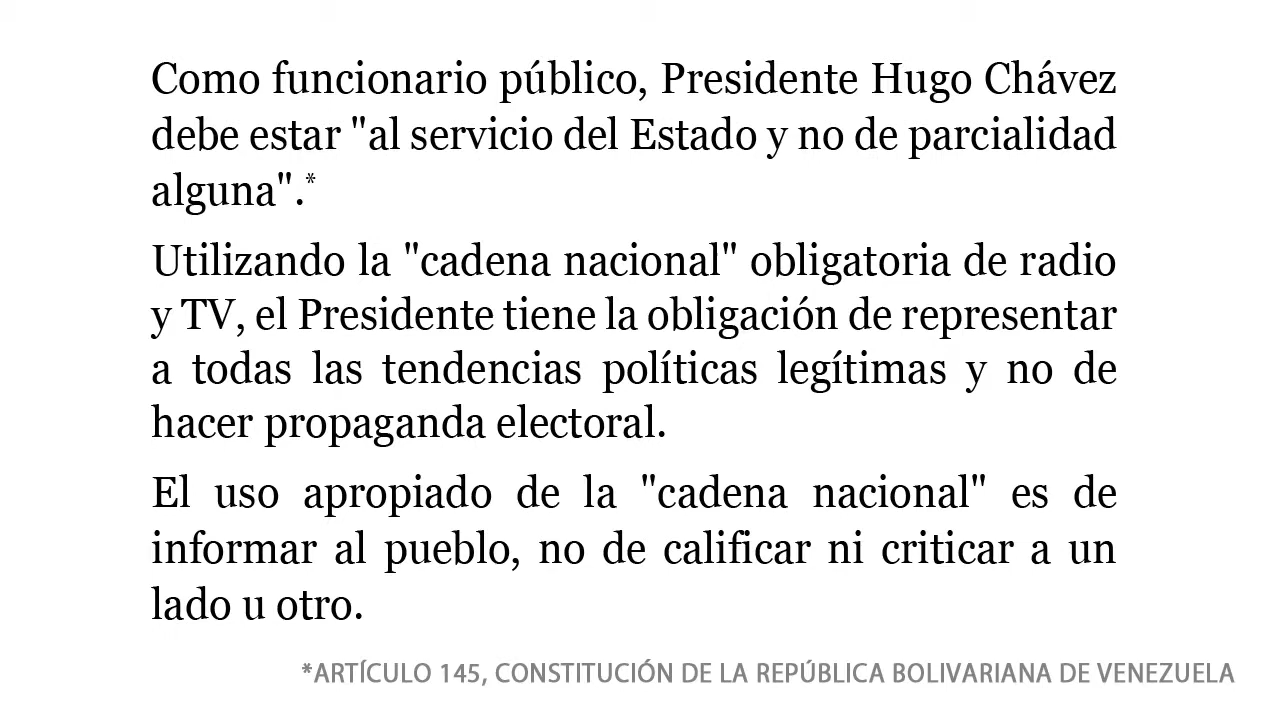 Como funcionario público, Presidente Hugo Chávez
debe estar "al servicio del Estado y no de parcialidad
alguna".*
Utilizando la "cadena nacional" obligatoria de radio
y TV, el Presidente tiene la obligación de representar
a todas las tendencias políticas legítimas y no de
hacer propaganda electoral.
El uso apropiado de la "cadena nacional" es de
informar al pueblo, no de calificar ni criticar a un
lado u otro.
*ARTÍCULO 145, CONSTITUCIÓN DE LA REPÚBLICA BOLIVARIANA DE VENEZUELA